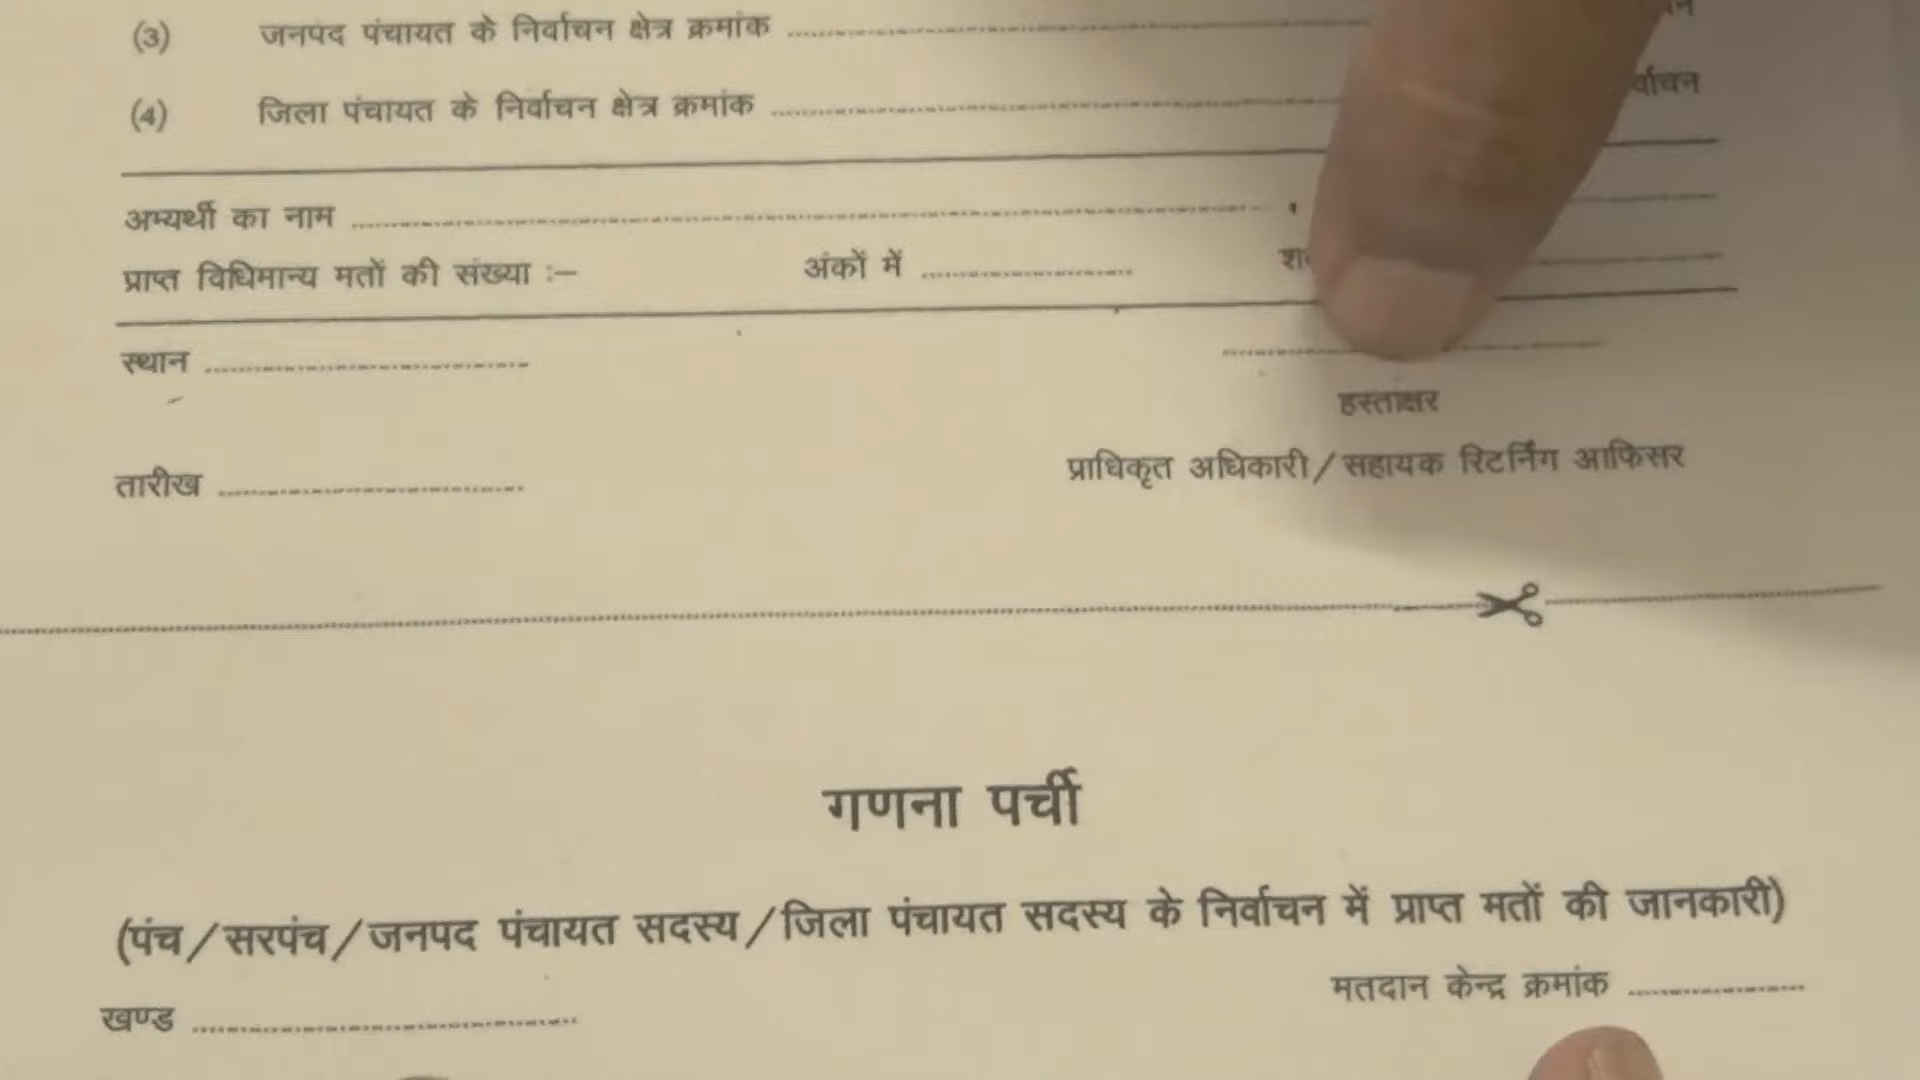 (3) जनपद पंचायत के निर्वाचन क्षेत्र क्रमांक ........................
(4) जिला पंचायत के निर्वाचन क्षेत्र क्रमांक ........................
अभ्यर्थी का नाम ........................
प्राप्त विधिमान्य मतों की संख्या :– अंकों में ........................
स्थान ........................
हस्ताक्षर
प्राधिकृत अधिकारी/सहायक रिटर्निंग आफिसर
तारीख ........................
गणना पर्ची
(पंच/सरपंच/जनपद पंचायत सदस्य/जिला पंचायत सदस्य के निर्वाचन में प्राप्त मतों की जानकारी)
मतदान केन्द्र क्रमांक ........................
खण्ड ........................